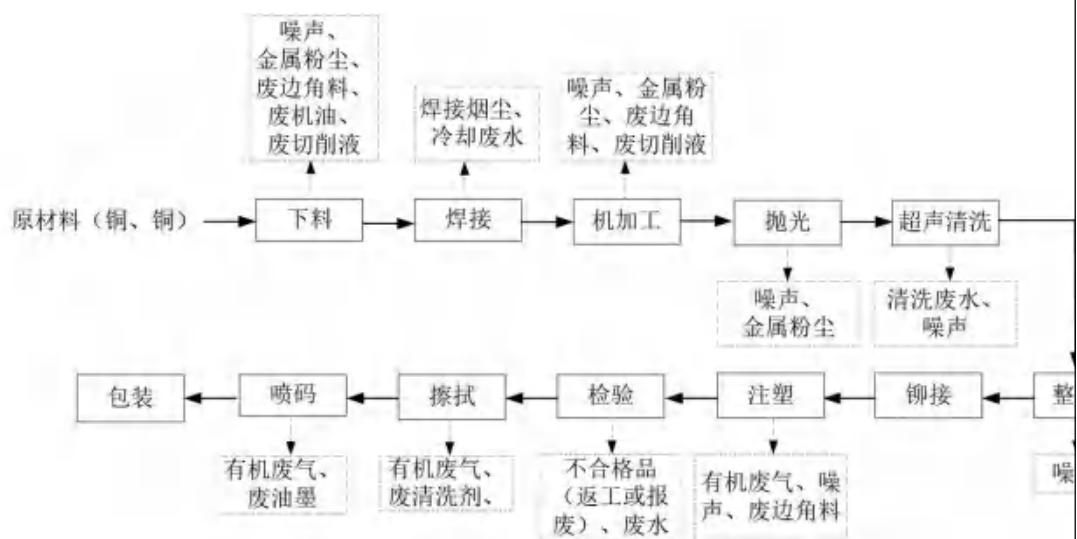 噪声、
金属粉尘、
废边角料、
废机油、
废切削液
焊接烟尘、
冷却废水
噪声、金属粉
尘、废边角
料、废切削液
原材料（铜、铜）
下料
焊接
机加工
抛光
超声清洗
噪声、
金属粉尘
清洗废水、
噪声
包装
喷码
擦拭
检验
注塑
铆接
整
有机废气、
废油墨
有机废气、
废清洗剂、
不合格品
（返工或报
废）、废水
有机废气、噪
声、废边角料
噪